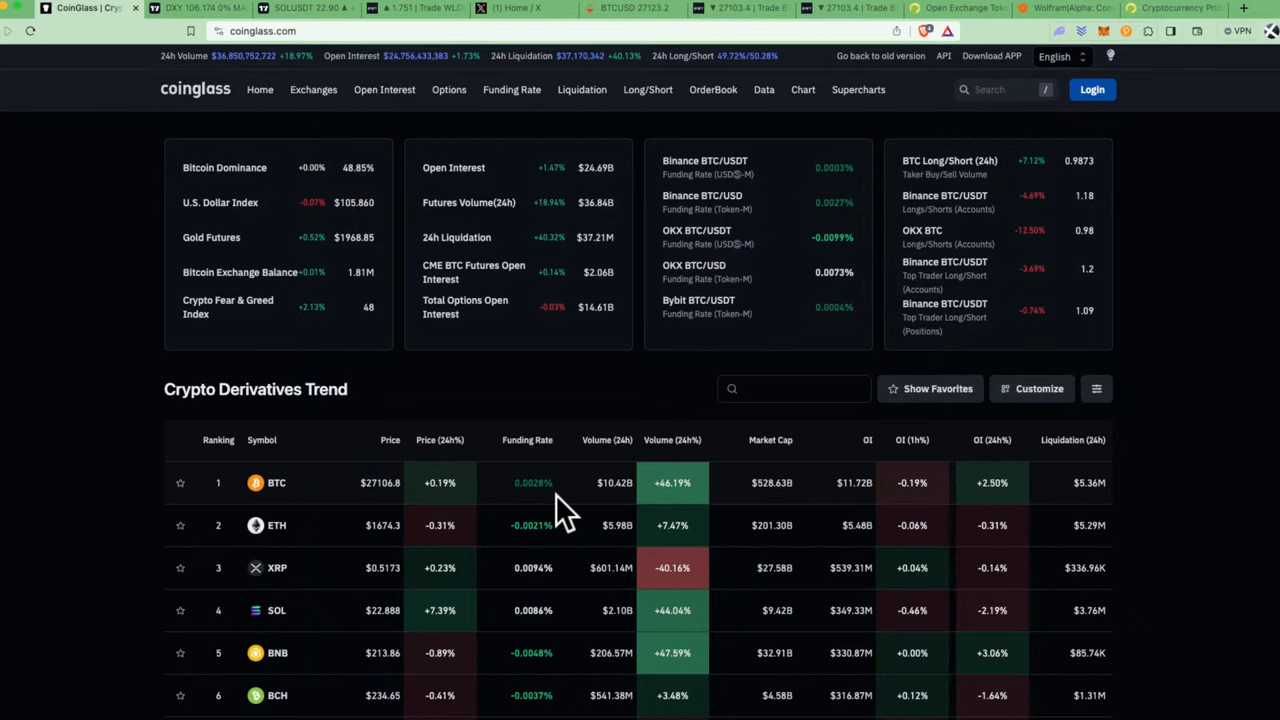 CoinGlass | Cryp
DXY 106.174 0% MA
SOLUSDT 22.90 ▲ +
▲ 1.751 | Trade WLD
(1) Home / X
BTCUSD 27123.2
▼ 27103.4 | Trade B
▼ 27103.4 | Trade B
Open Exchange Toke
Wolfram|Alpha: Com
Cryptocurrency Pric
coinglass.com
VPN
24h Volume $36,850,752,722 +18.97% Open Interest $24,756,433,383 +1.73% 24h Liquidation $37,170,342 +40.13% 24h Long/Short 49.72%/50.28% Go back to old version API Download APP English
coinglass Home Exchanges Open Interest Options Funding Rate Liquidation Long/Short OrderBook Data Chart Supercharts Search / Login
Bitcoin Dominance +0.00% 48.85%
U.S. Dollar Index -0.07% $105.860
Gold Futures +0.52% $1968.85
Bitcoin Exchange Balance +0.01% 1.81M
Crypto Fear & Greed
Index +2.13% 48
Open Interest +1.47% $24.69B
Futures Volume(24h) +18.94% $36.84B
24h Liquidation +40.32% $37.21M
CME BTC Futures Open
Interest +0.14% $2.06B
Total Options Open
Interest -0.03% $14.61B
Binance BTC/USDT 0.0003%
Funding Rate (USDⓈ-M)
Binance BTC/USD 0.0027%
Funding Rate (Token-M)
OKX BTC/USDT -0.0099%
Funding Rate (USDⓈ-M)
OKX BTC/USD 0.0073%
Funding Rate (Token-M)
Bybit BTC/USDT 0.0004%
Funding Rate (Token-M)
BTC Long/Short (24h) +7.12% 0.9873
Taker Buy/Sell Volume
Binance BTC/USDT -4.69% 1.18
Longs/Shorts (Accounts)
OKX BTC -12.50% 0.98
Longs/Shorts (Accounts)
Binance BTC/USDT -3.69% 1.2
Top Trader Long/Short
(Accounts)
Binance BTC/USDT -0.74% 1.09
Top Trader Long/Short
(Positions)
Crypto Derivatives Trend Show Favorites Customize
Ranking Symbol Price Price (24h%) Funding Rate Volume (24h) Volume (24h%) Market Cap OI OI (1h%) OI (24h%) Liquidation (24h)
1 BTC $27106.8 +0.19% 0.0028% $10.42B +46.19% $528.63B $11.72B -0.19% +2.50% $5.36M
2 ETH $1674.3 -0.31% -0.0021% $5.98B +7.47% $201.30B $5.48B -0.06% -0.31% $5.29M
3 XRP $0.5173 +0.23% 0.0094% $601.14M -40.16% $27.58B $539.31M +0.04% -0.14% $336.96K
4 SOL $22.888 +7.39% 0.0086% $2.10B +44.04% $9.42B $349.33M -0.46% -2.19% $3.76M
5 BNB $213.86 -0.89% -0.0048% $206.57M +47.59% $32.91B $330.87M +0.00% +3.06% $85.74K
6 BCH $234.65 -0.41% -0.0037% $541.38M +3.48% $4.58B $316.87M +0.12% -1.64% $1.31M